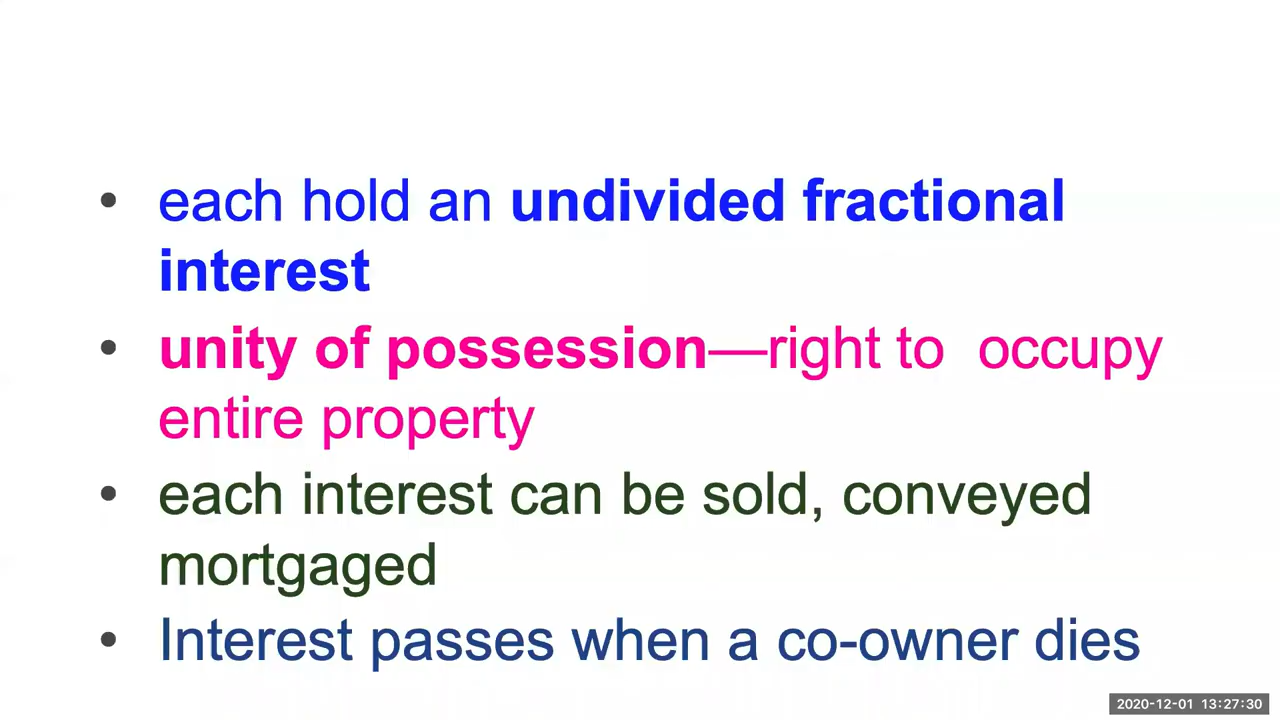 • each hold an undivided fractional
interest
• unity of possession—right to  occupy
entire property
• each interest can be sold, conveyed
mortgaged
• Interest passes when a co-owner dies
2020-12-01 13:27:30